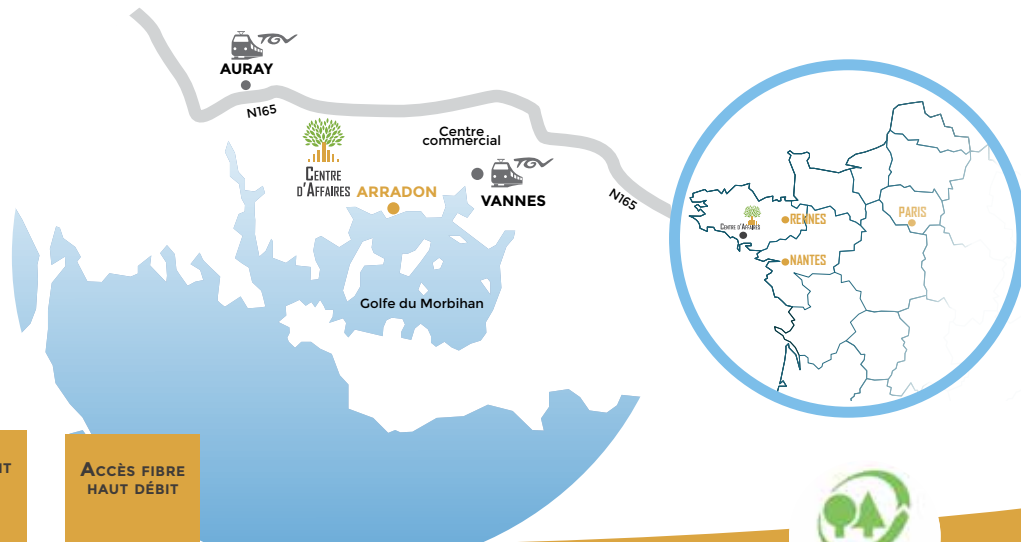 TGV
AURAY
N165
Centre
commercial
CENTRE
D'AFFAIRES
ARRADON
TGV
VANNES
N165
Golfe du Morbihan
CENTRE D'AFFAIRES
RENNES
PARIS
NANTES
IT
ACCÈS FIBRE
HAUT DÉBIT